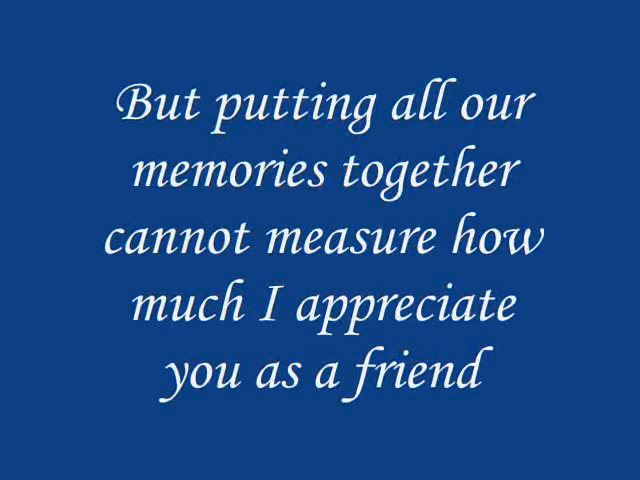 But putting all our
memories together
cannot measure how
much I appreciate
you as a friend